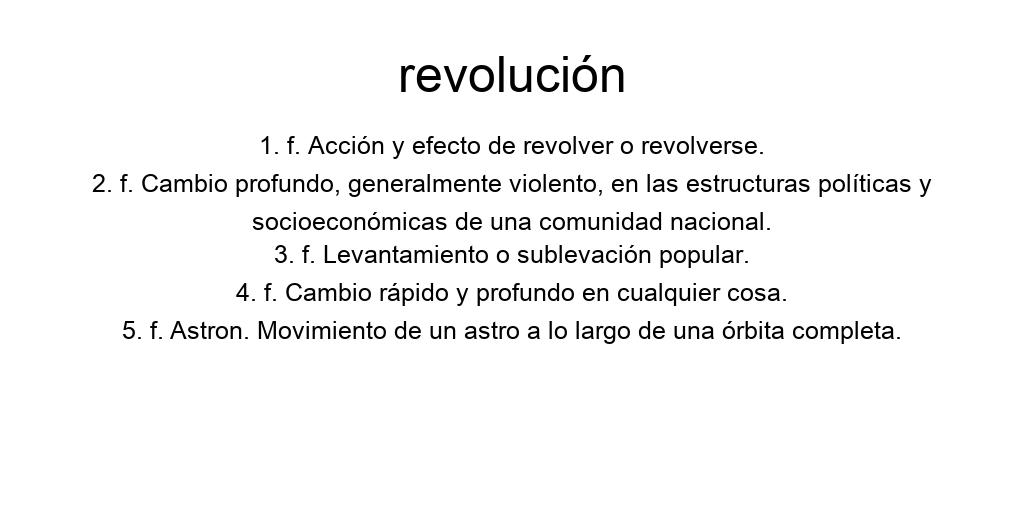 revolución
1. f. Acción y efecto de revolver o revolverse.
2. f. Cambio profundo, generalmente violento, en las estructuras políticas y
socioeconómicas de una comunidad nacional.
3. f. Levantamiento o sublevación popular.
4. f. Cambio rápido y profundo en cualquier cosa.
5. f. Astron. Movimiento de un astro a lo largo de una órbita completa.